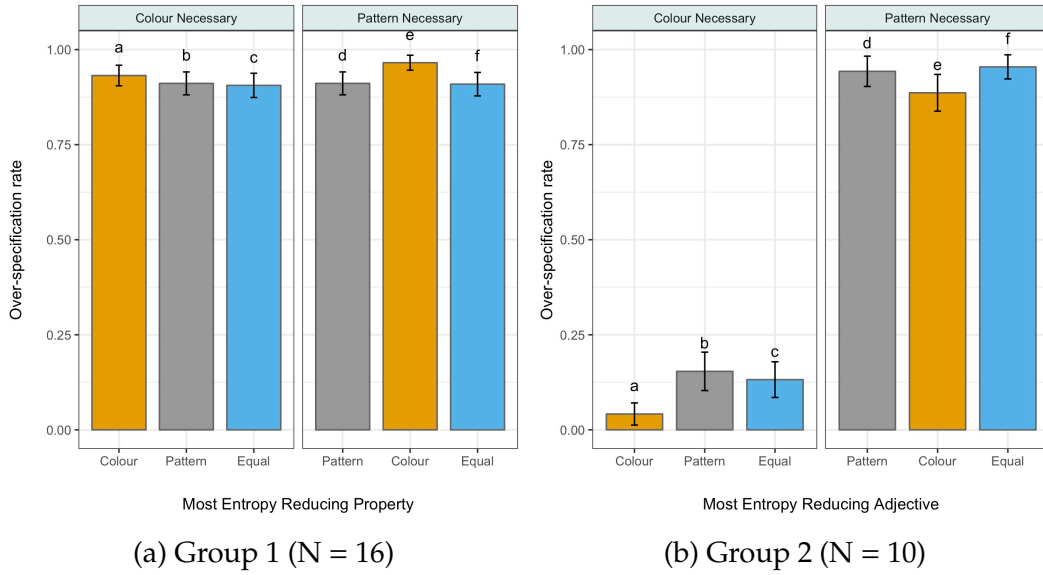 Colour Necessary
Pattern Necessary
a
b
c
d
e
f
1.00
0.75
0.50
0.25
0.00
Over-specification rate
Colour
Pattern
Equal
Pattern
Colour
Equal
Most Entropy Reducing Property
(a) Group 1 (N = 16)
Colour Necessary
Pattern Necessary
a
b
c
d
e
f
1.00
0.75
0.50
0.25
0.00
Over-specification rate
Colour
Pattern
Equal
Pattern
Colour
Equal
Most Entropy Reducing Adjective
(b) Group 2 (N = 10)